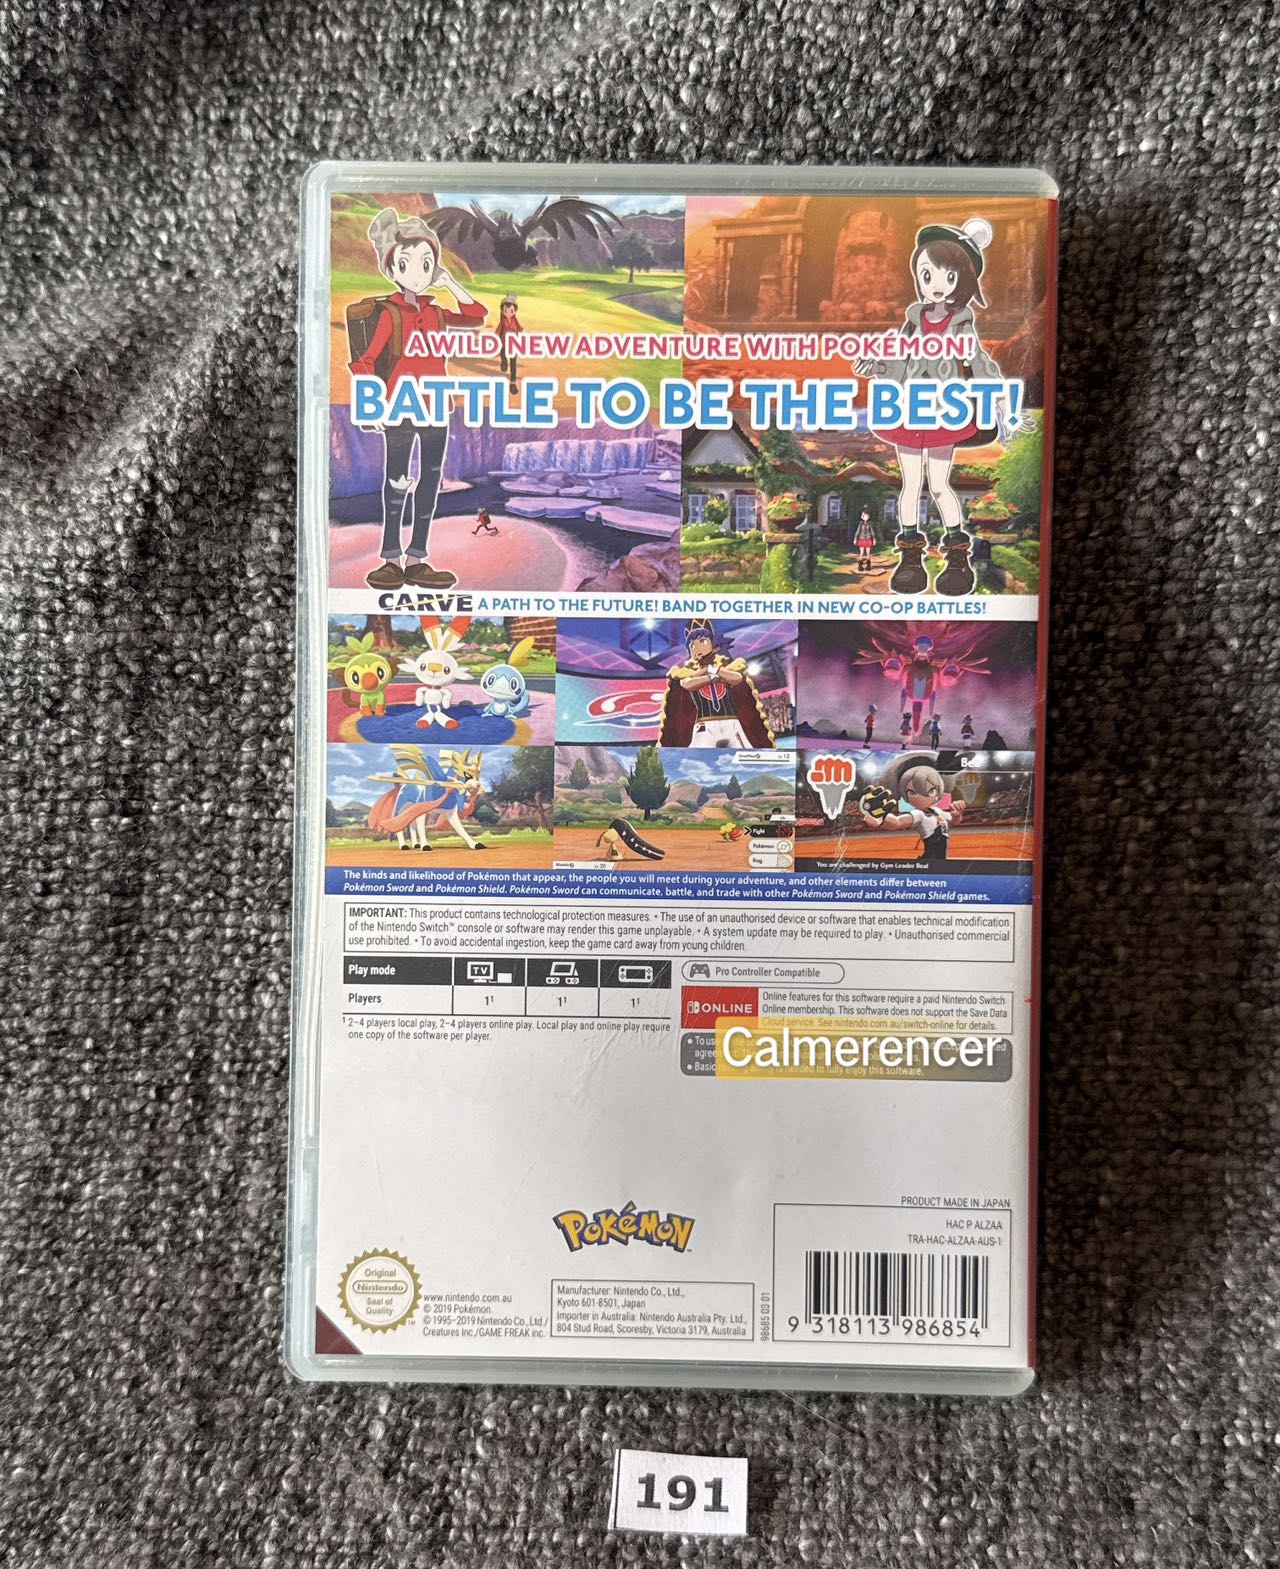 A WILD NEW ADVENTURE WITH POKÉMON!
BATTLE TO BE THE BEST!
CARVE A PATH TO THE FUTURE! BAND TOGETHER IN NEW CO-OP BATTLES!
Lv. 12
Fight
Pokémon
Bag
Lv. 20
Bea
You are challenged by Gym Leader Bea!
The kinds and likelihood of Pokémon that appear, the people you will meet during your adventure, and other elements differ between
Pokémon Sword and Pokémon Shield. Pokémon Sword can communicate, battle, and trade with other Pokémon Sword and Pokémon Shield games.
IMPORTANT: This product contains technological protection measures. • The use of an unauthorised device or software that enables technical modification
of the Nintendo Switch™ console or software may render this game unplayable. • A system update may be required to play. • Unauthorised commercial
use prohibited. • To avoid accidental ingestion, keep the game card away from young children.
Play mode TV
Players 1¹ 1¹ 1¹
¹ 2–4 players local play, 2–4 players online play. Local play and online play require
one copy of the software per player.
Pro Controller Compatible
ONLINE
Online features for this software require a paid Nintendo Switch
Online membership. This software does not support the Save Data
Cloud service. See nintendo.com.au/switch-online for details.
• To us
agree
• Basic reading ability is needed to fully enjoy this software.
Calmerencer
PRODUCT MADE IN JAPAN
HAC P ALZAA
TRA-HAC-ALZAA-AUS-1
9 318113 986854
98685 03 01
POKéMON
Original
Nintendo
Seal of
Quality
™
www.nintendo.com.au
© 2019 Pokémon.
© 1995–2019 Nintendo Co., Ltd./
Creatures Inc./GAME FREAK inc.
Manufacturer: Nintendo Co., Ltd.,
Kyoto 601-8501, Japan
Importer in Australia: Nintendo Australia Pty. Ltd.,
804 Stud Road, Scoresby, Victoria 3179, Australia
191